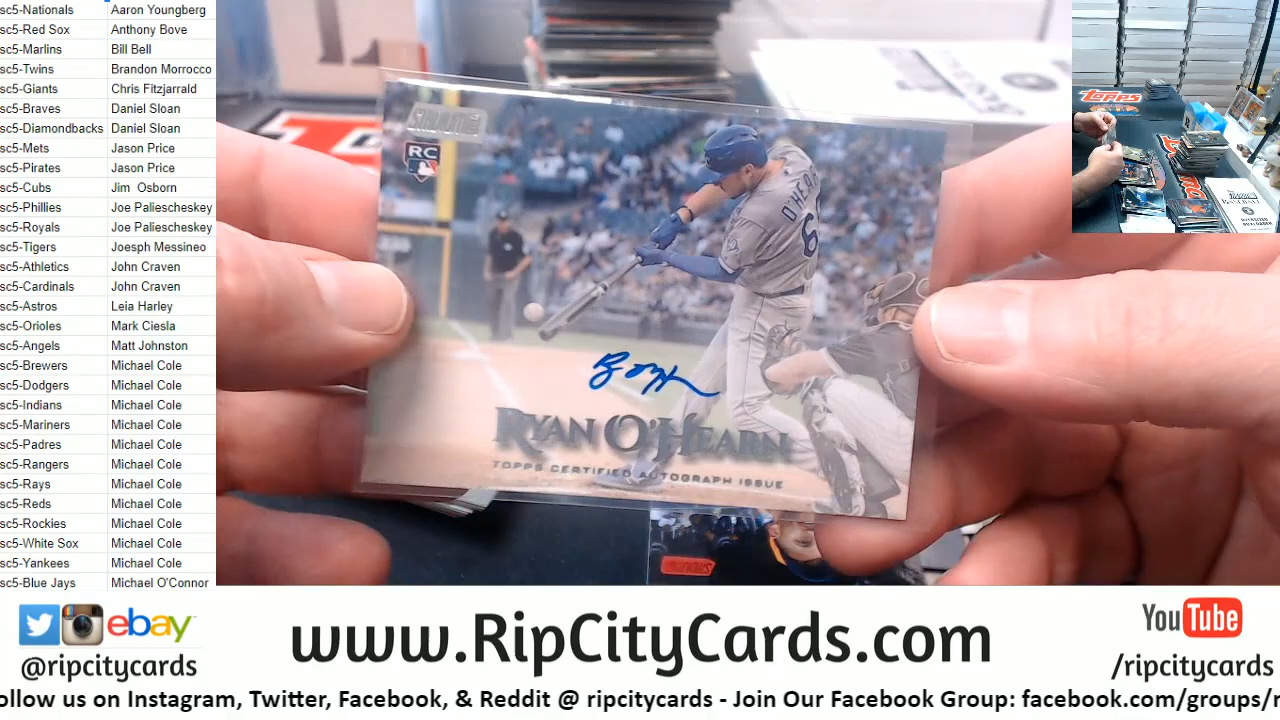 sc5-Nationals Aaron Youngberg
sc5-Red Sox Anthony Bove
sc5-Marlins Bill Bell
sc5-Twins Brandon Morrocco
sc5-Giants Chris Fitzjarrald
sc5-Braves Daniel Sloan
sc5-Diamondbacks Daniel Sloan
sc5-Mets Jason Price
sc5-Pirates Jason Price
sc5-Cubs Jim Osborn
sc5-Phillies Joe Paliescheskey
sc5-Royals Joe Paliescheskey
sc5-Tigers Joesph Messineo
sc5-Athletics John Craven
sc5-Cardinals John Craven
sc5-Astros Leia Harley
sc5-Orioles Mark Ciesla
sc5-Angels Matt Johnston
sc5-Brewers Michael Cole
sc5-Dodgers Michael Cole
sc5-Indians Michael Cole
sc5-Mariners Michael Cole
sc5-Padres Michael Cole
sc5-Rangers Michael Cole
sc5-Rays Michael Cole
sc5-Reds Michael Cole
sc5-Rockies Michael Cole
sc5-White Sox Michael Cole
sc5-Yankees Michael Cole
sc5-Blue Jays Michael O'Connor
RC
O'HEAR
6
RYAN O'HEARN
TOPPS CERTIFIED AUTOGRAPH ISSUE
TOPPS
BASEBALL
ebay
@ripcitycards
www.RipCityCards.com
YouTube
/ripcitycards
ollow us on Instagram, Twitter, Facebook, & Reddit @ ripcitycards - Join Our Facebook Group: facebook.com/groups/r